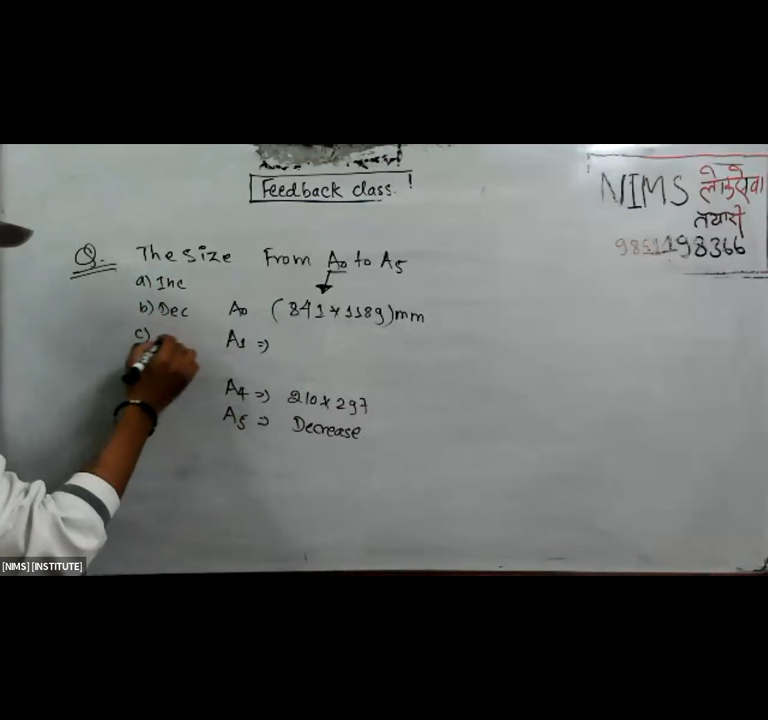 Feedback class !
NIMS लोकसेवा
तयारी
9851198366
Q. The size From A0 to A5
a) Inc
b) Dec A0 (841 x 1189) mm
c) A1 =>
A4 => 210 x 297
A5 => Decrease
[NIMS] [INSTITUTE]